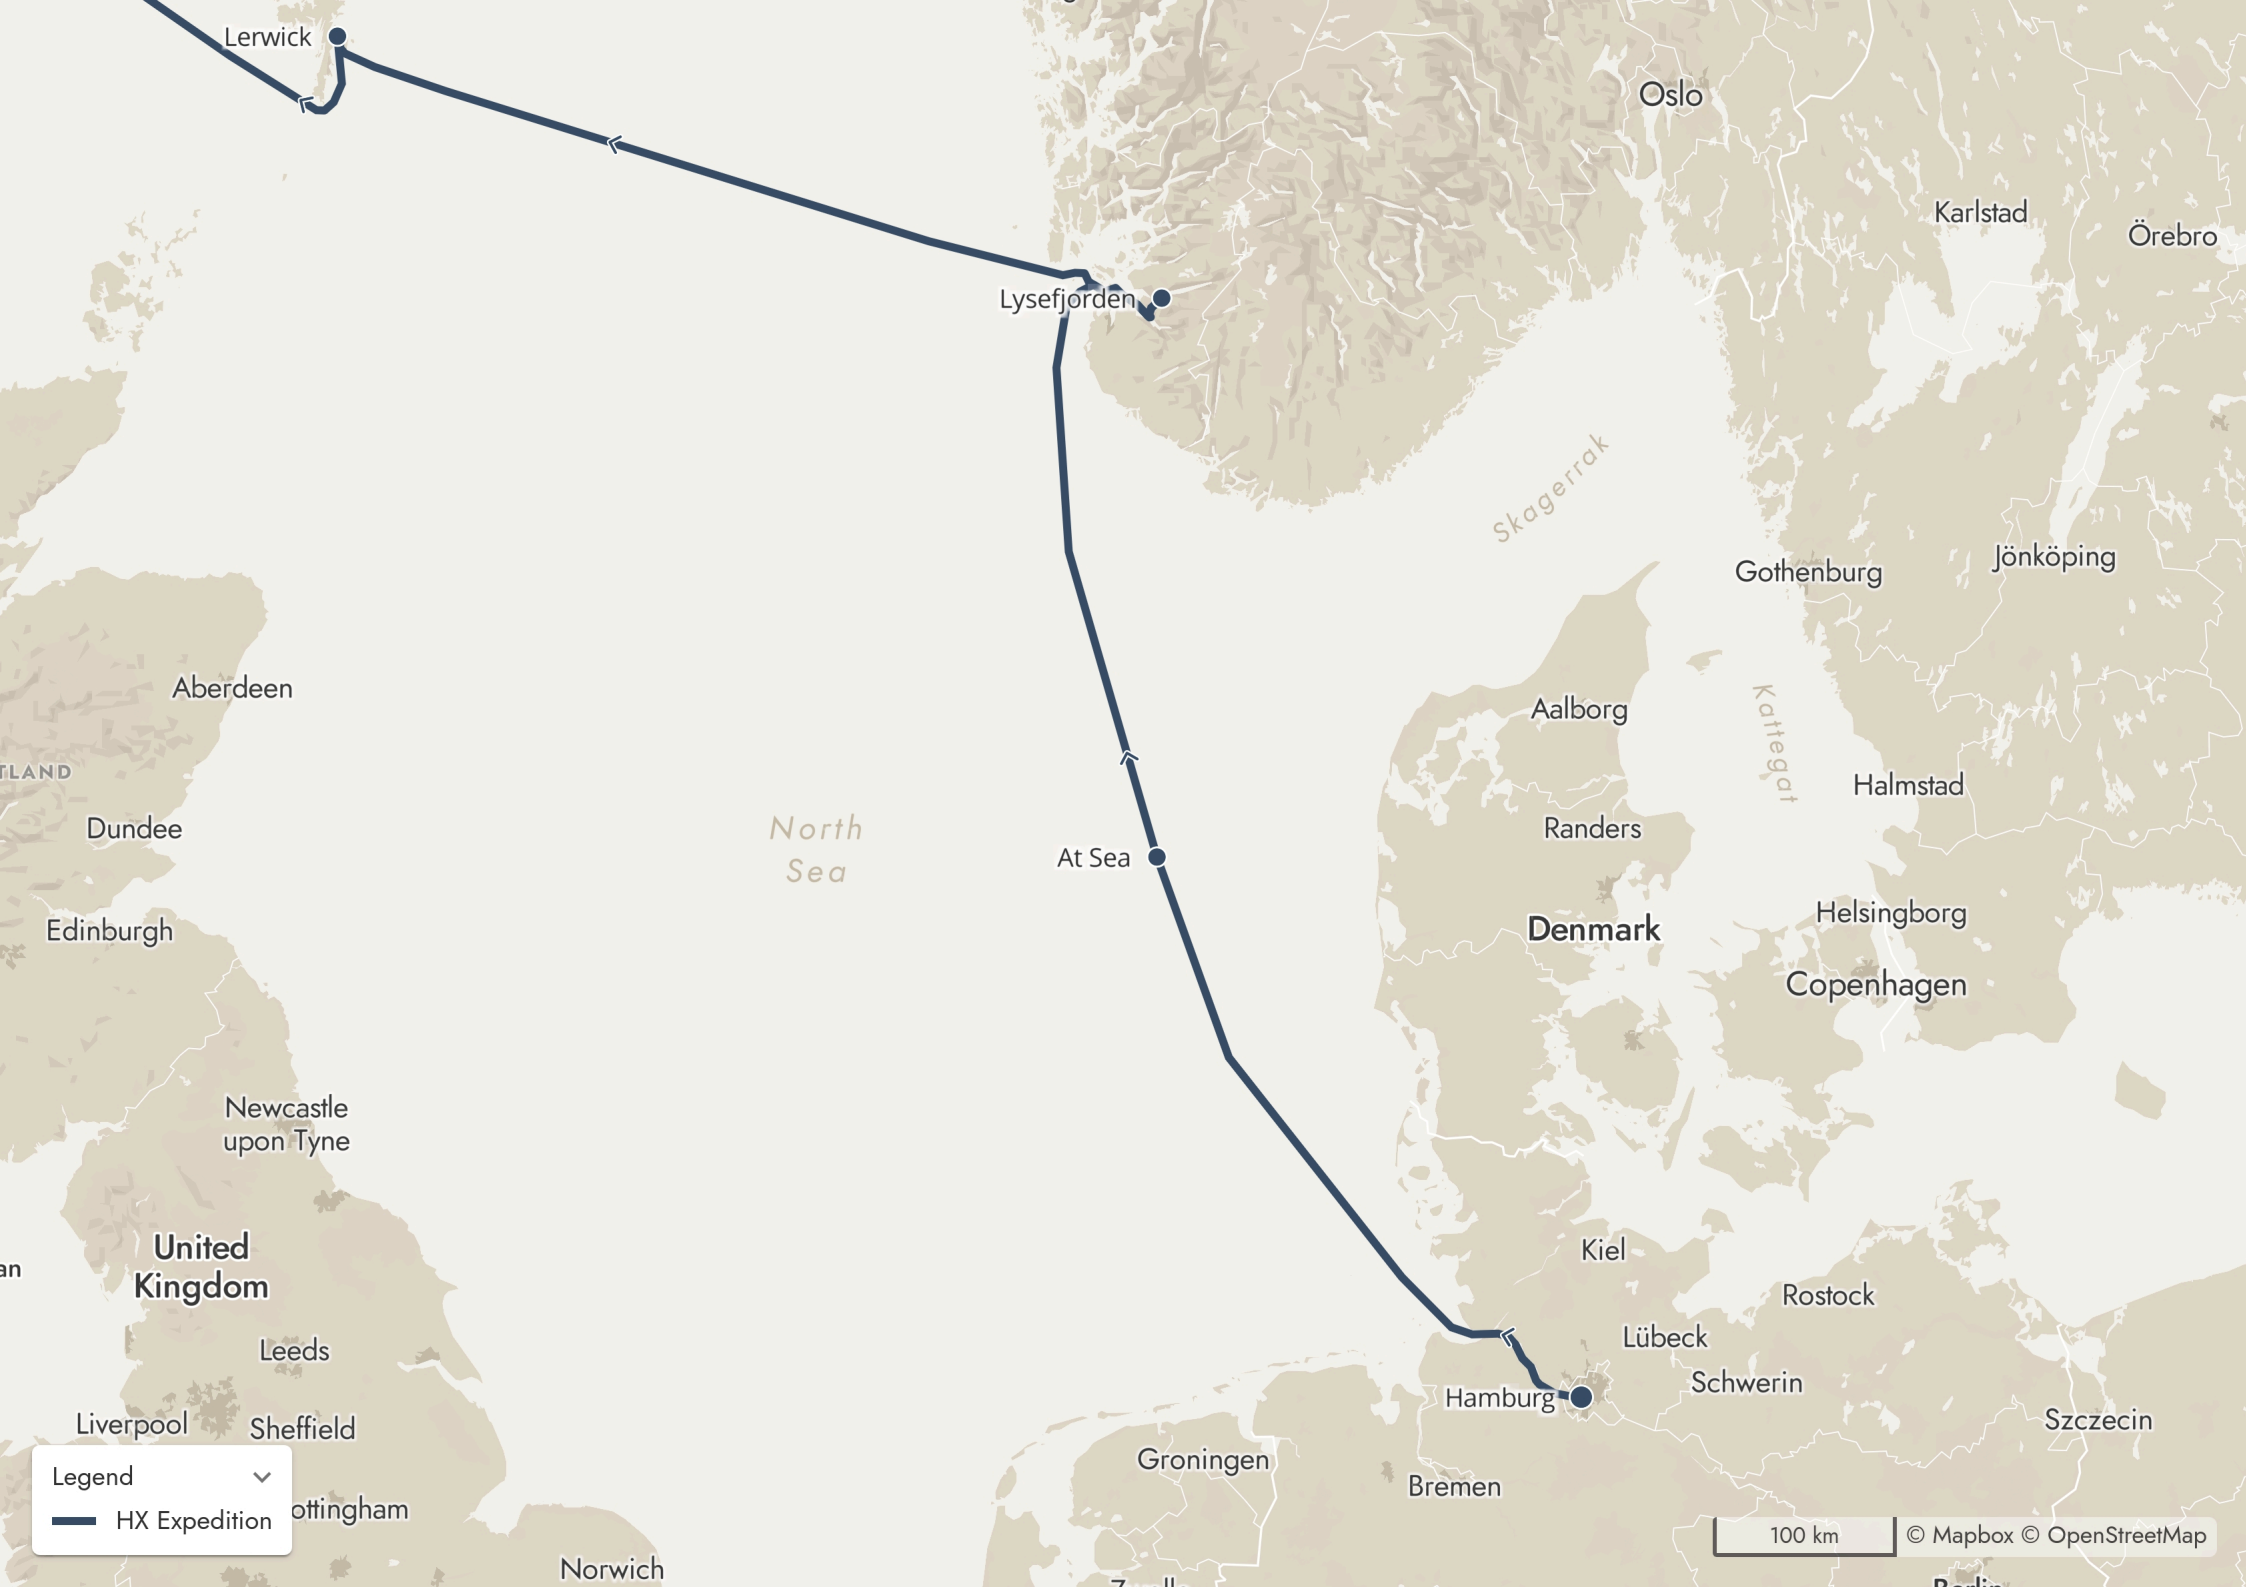 Lerwick
Oslo
Karlstad
Örebro
Lysefjorden
Skagerrak
Jönköping
Gothenburg
Aberdeen
Aalborg
Kattegat
TLAND
Halmstad
Dundee
North
Sea
Randers
At Sea
Edinburgh
Denmark
Helsingborg
Copenhagen
Newcastle
upon Tyne
United
Kingdom
Kiel
an
Rostock
Leeds
Lübeck
Schwerin
Hamburg
Liverpool
Sheffield
Szczecin
Groningen
Bremen
Legend
ottingham
HX Expedition
100 km
© Mapbox © OpenStreetMap
Norwich